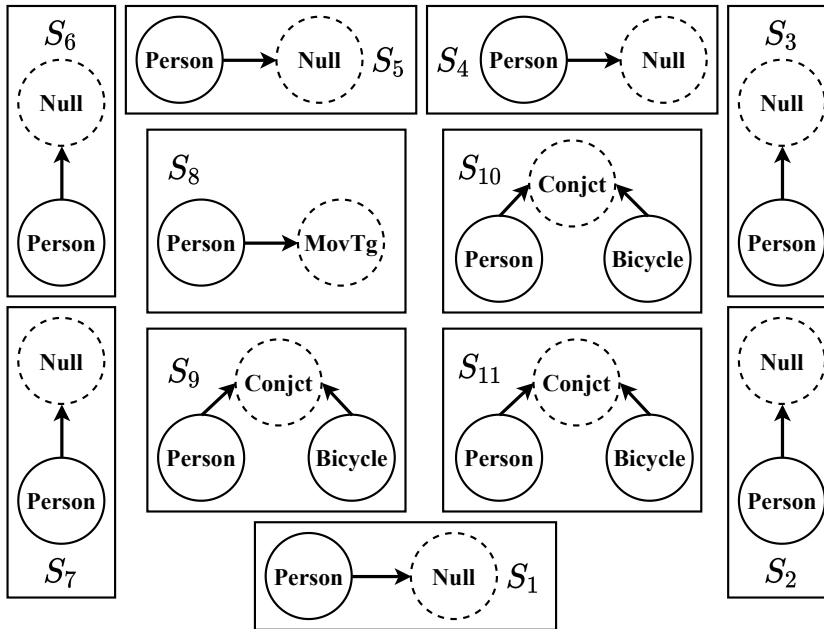 S₆
Null
Person
Person
Null
S₅
S₄
Person
Null
S₃
Null
Person
S₈
Person
MovTg
S₁₀
Conjct
Person
Bicycle
Null
Person
S₇
S₉
Conjct
Person
Bicycle
S₁₁
Conjct
Person
Bicycle
Null
Person
S₂
Person
Null
S₁